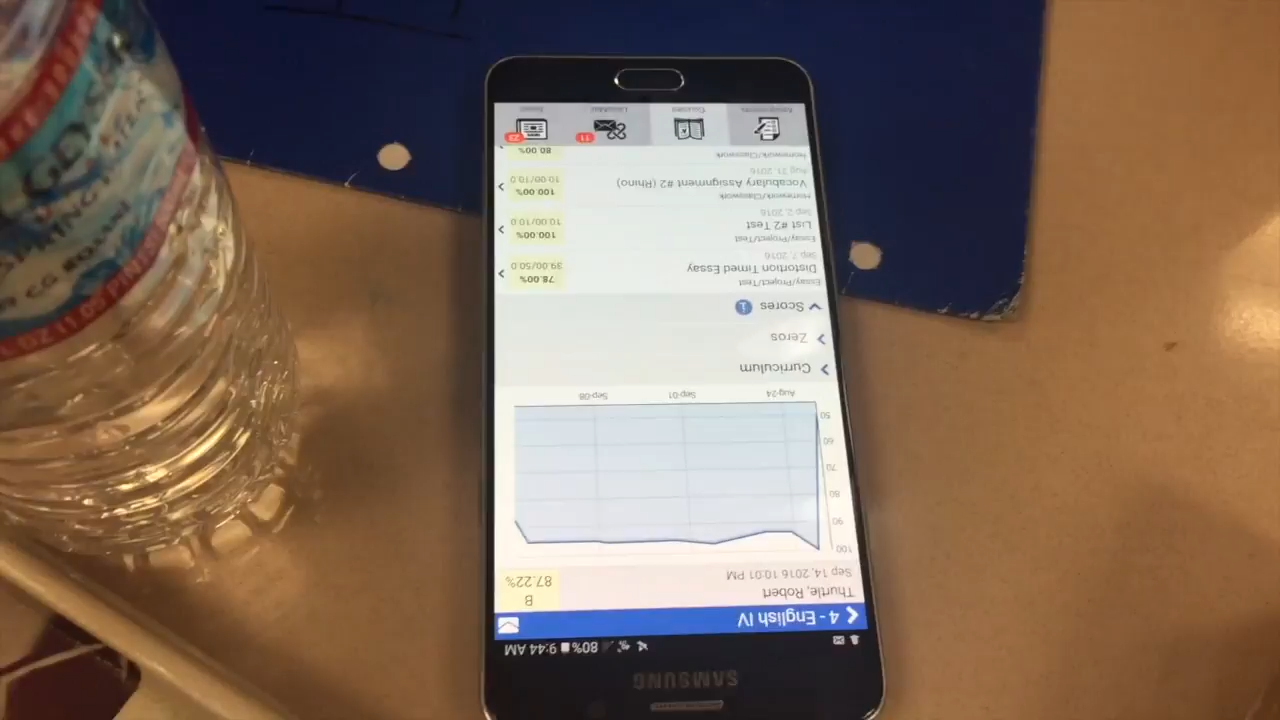 SAMSUNG
80% 9:44 AM
4 - English IV
Thurtle, Robert
B
Sep 14, 2016 10:01 PM
87.22%
100
90
80
70
60
50
Aug-24
Sep-01
Sep-08
Curriculum
Zeros
Scores
Essay/Project/Test
Distortion Timed Essay
Sep 7, 2016
78.00%
39.00/50.0
Essay/Project/Test
List #2 Test
Sep 2, 2016
100.00%
10.00/10.0
Homework/Classwork
Vocabulary Assignment #2 (Rhino)
Aug 31, 2016
100.00%
10.00/10.0
Homework/Classwork
80.00%
11
23